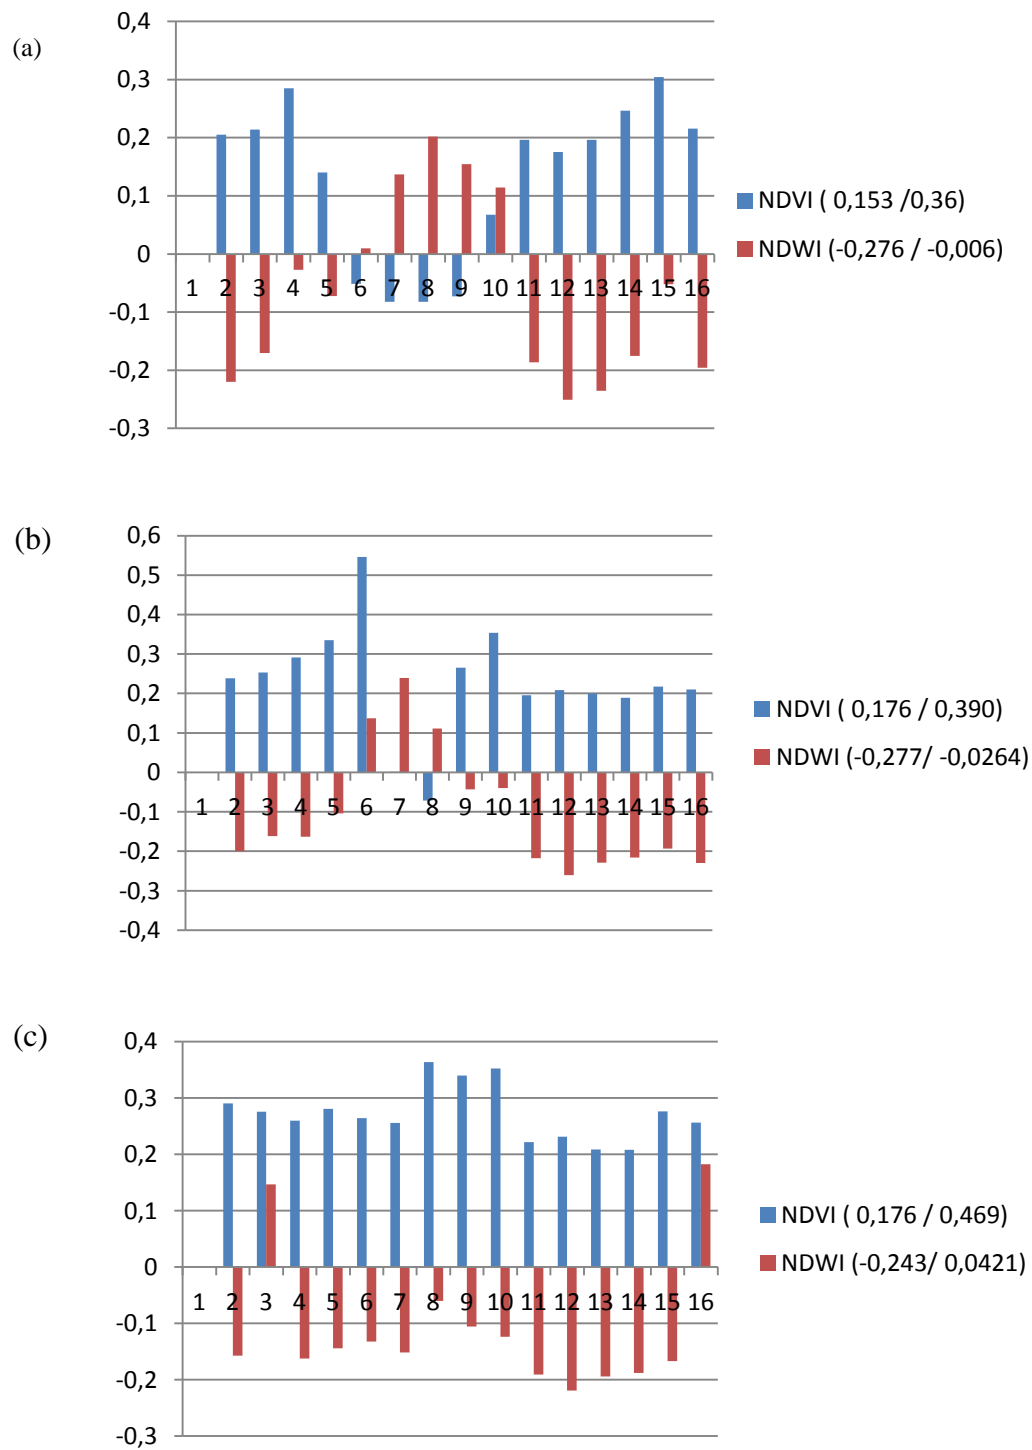 (a)
0,4
0,3
0,2
0,1
0
-0,1
-0,2
-0,3
1 2 3 4 5 6 7 8 9 10 11 12 13 14 15 16
NDVI ( 0,153 /0,36)
NDWI (-0,276 / -0,006)
(b)
0,6
0,5
0,4
0,3
0,2
0,1
0
-0,1
-0,2
-0,3
-0,4
1 2 3 4 5 6 7 8 9 10 11 12 13 14 15 16
NDVI ( 0,176 / 0,390)
NDWI (-0,277/ -0,0264)
(c)
0,4
0,3
0,2
0,1
0
-0,1
-0,2
-0,3
1 2 3 4 5 6 7 8 9 10 11 12 13 14 15 16
NDVI ( 0,176 / 0,469)
NDWI (-0,243/ 0,0421)